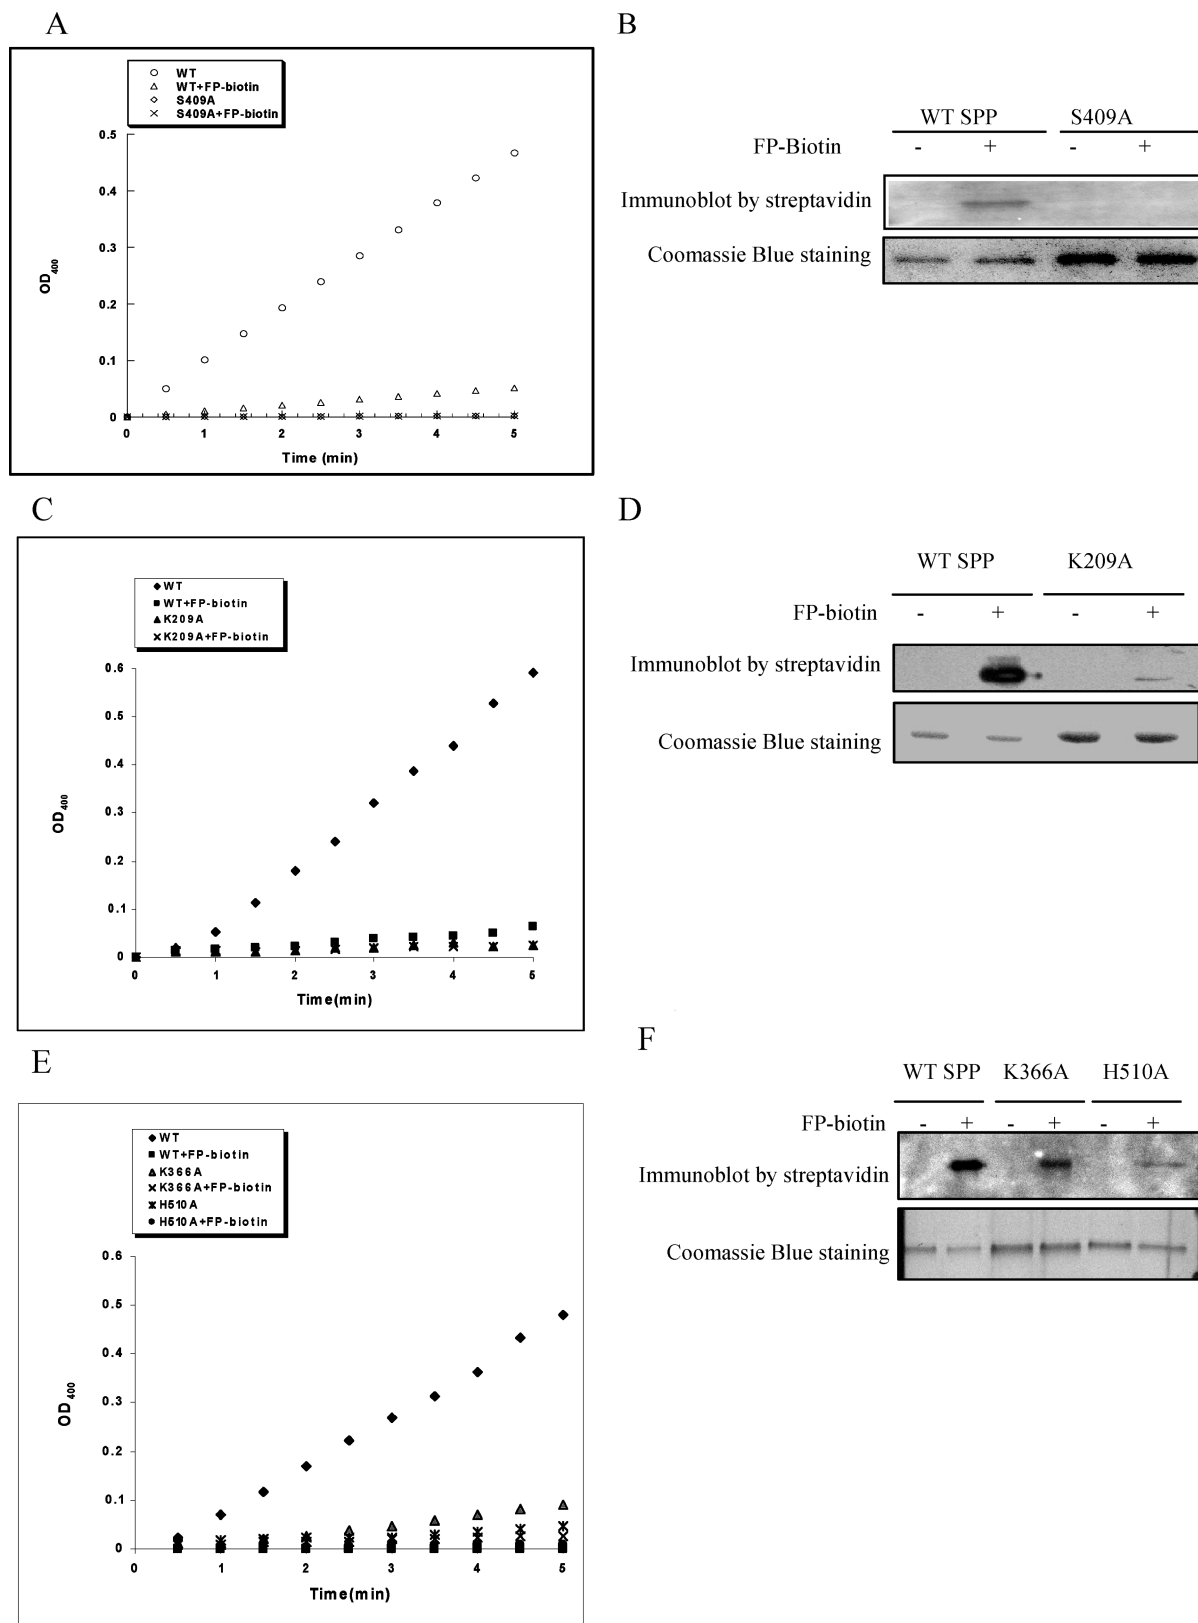 A
WT
WT+FP-biotin
S409A
S409A+FP-biotin
0.5
0.4
0.3
0.2
0.1
0
OD400
0 1 2 3 4 5
Time (min)
B
WT SPP S409A
FP-Biotin - + - +
Immunoblot by streptavidin
Coomassie Blue staining
C
WT
WT+FP-biotin
K209A
K209A+FP-biotin
0.6
0.5
0.4
0.3
0.2
0.1
0
OD400
0 1 2 3 4 5
Time(min)
D
WT SPP K209A
FP-biotin - + - +
Immunoblot by streptavidin
Coomassie Blue staining
E
WT
WT+FP-biotin
K366A
K366A+FP-biotin
H510A
H510A+FP-biotin
0.6
0.5
0.4
0.3
0.2
0.1
0
OD400
0 1 2 3 4 5
Time(min)
F
WT SPP K366A H510A
FP-biotin - + - + - +
Immunoblot by streptavidin
Coomassie Blue staining